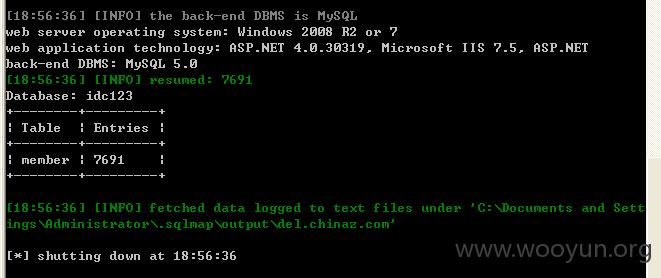 [18:56:36] [INFO] the back-end DBMS is MySQL
web server operating system: Windows 2008 R2 or 7
web application technology: ASP.NET 4.0.30319, Microsoft IIS 7.5, ASP.NET
back-end DBMS: MySQL 5.0
[18:56:36] [INFO] resumed: 7691
Database: idc123
+--------+---------+
| Table  | Entries |
+--------+---------+
| member | 7691    |
+--------+---------+
[18:56:36] [INFO] fetched data logged to text files under 'C:\Documents and Sett
ings\Administrator\.sqlmap\output\del.chinaz.com'
[*] shutting down at 18:56:36
www.wooyun.org